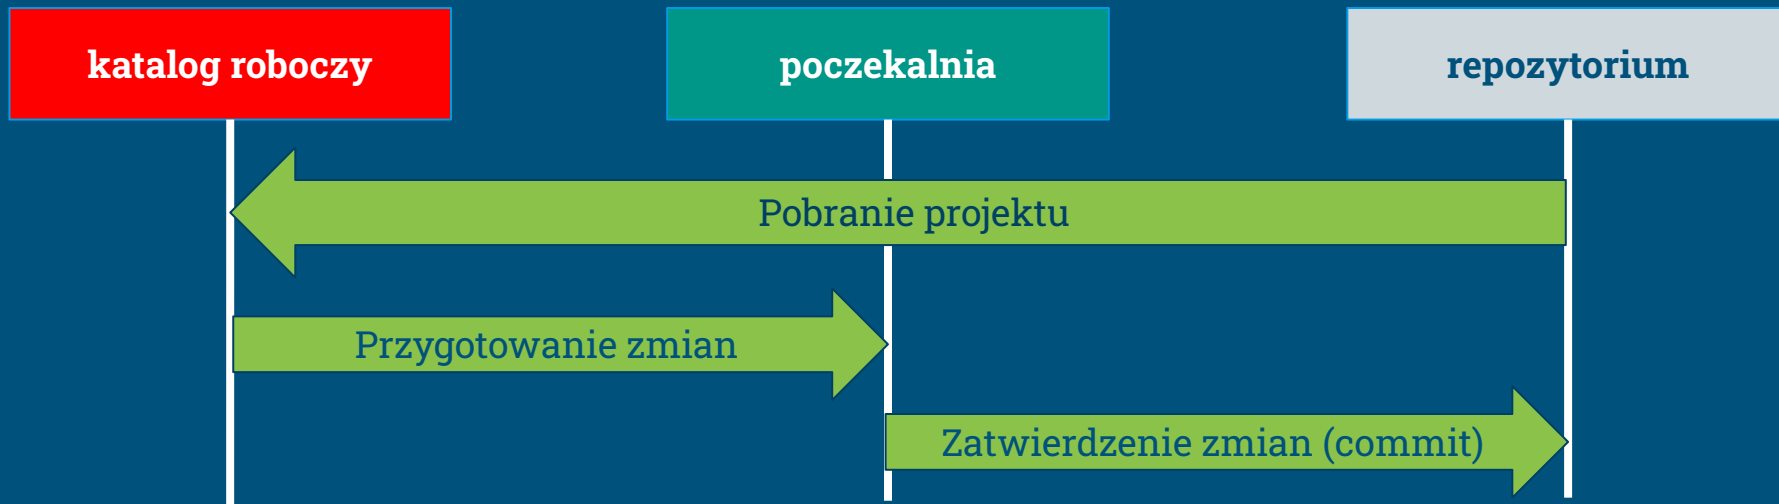 katalog roboczy
poczekalnia
repozytorium
Pobranie projektu
Przygotowanie zmian
Zatwierdzenie zmian (commit)